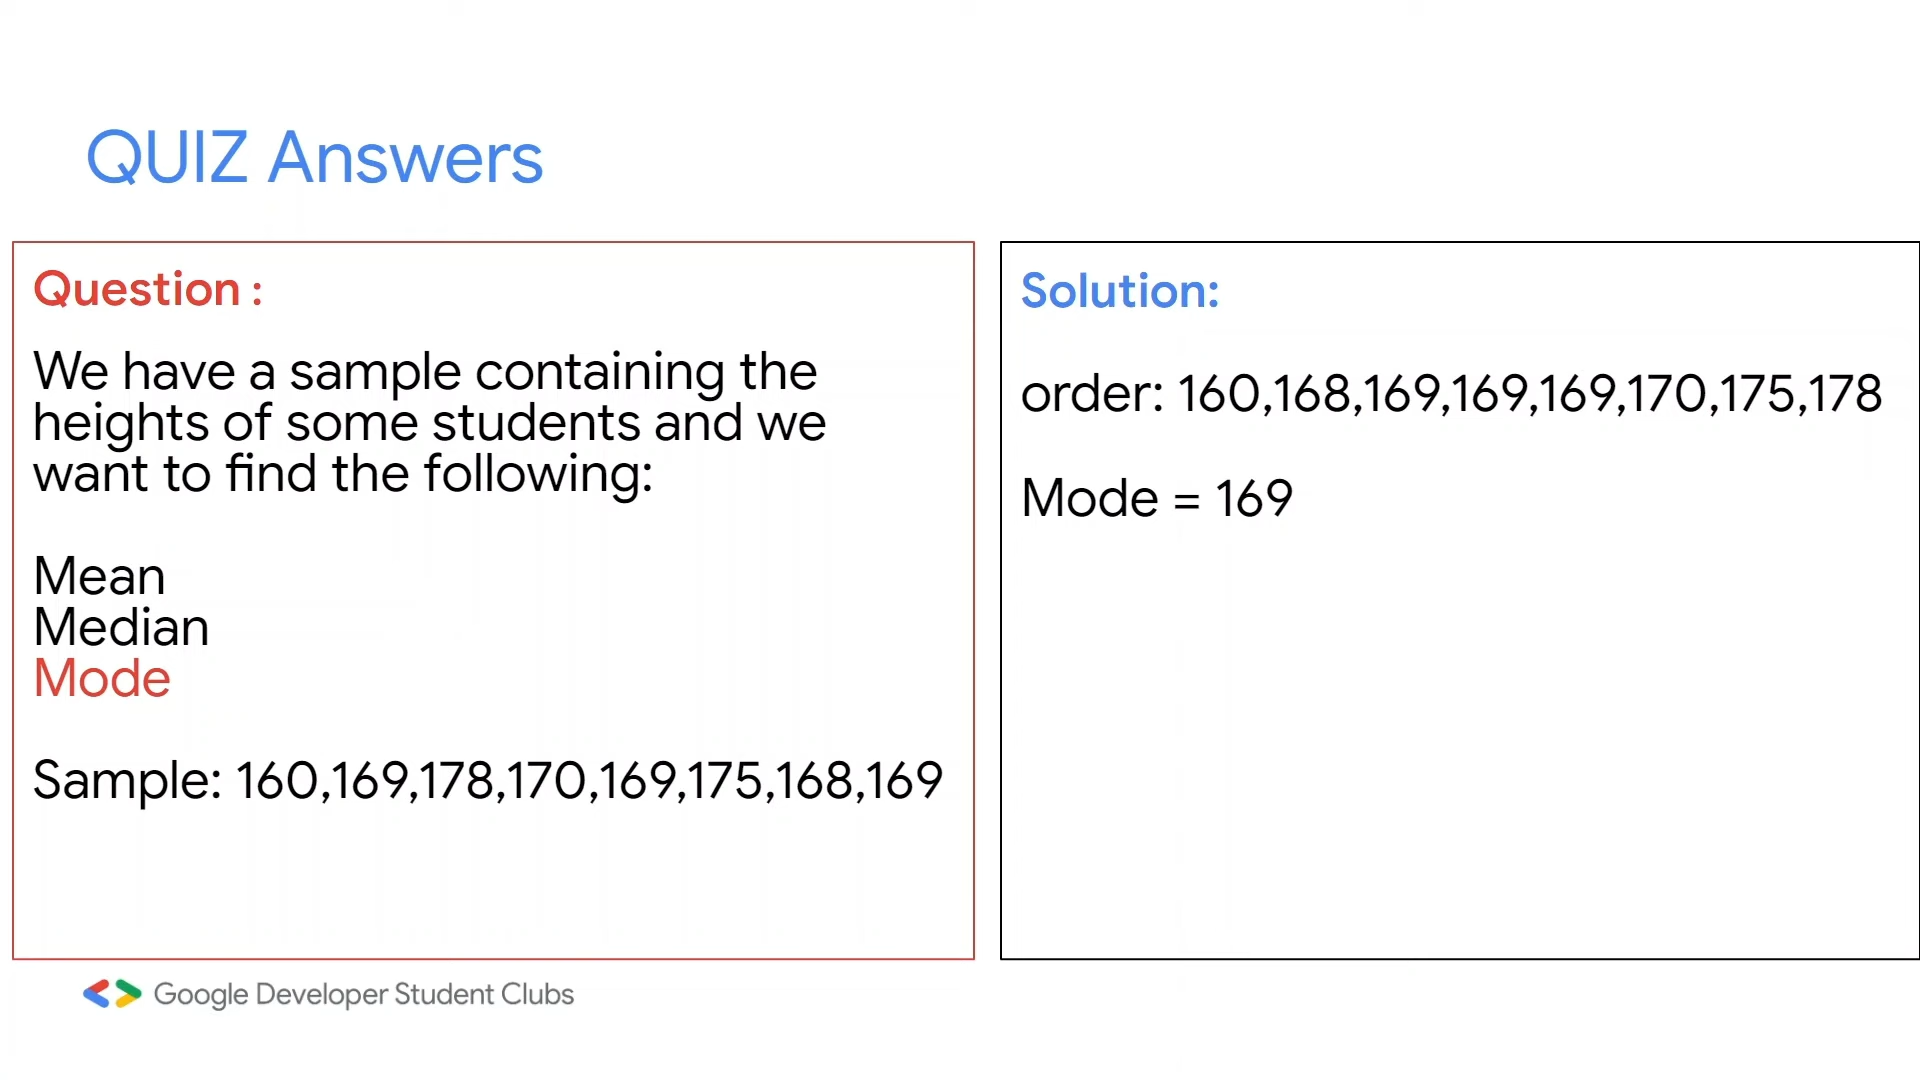 QUIZ Answers
Question :
We have a sample containing the
heights of some students and we
want to find the following:
Mean
Median
Mode
Sample: 160,169,178,170,169,175,168,169
Solution:
order: 160,168,169,169,169,170,175,178
Mode = 169
Google Developer Student Clubs